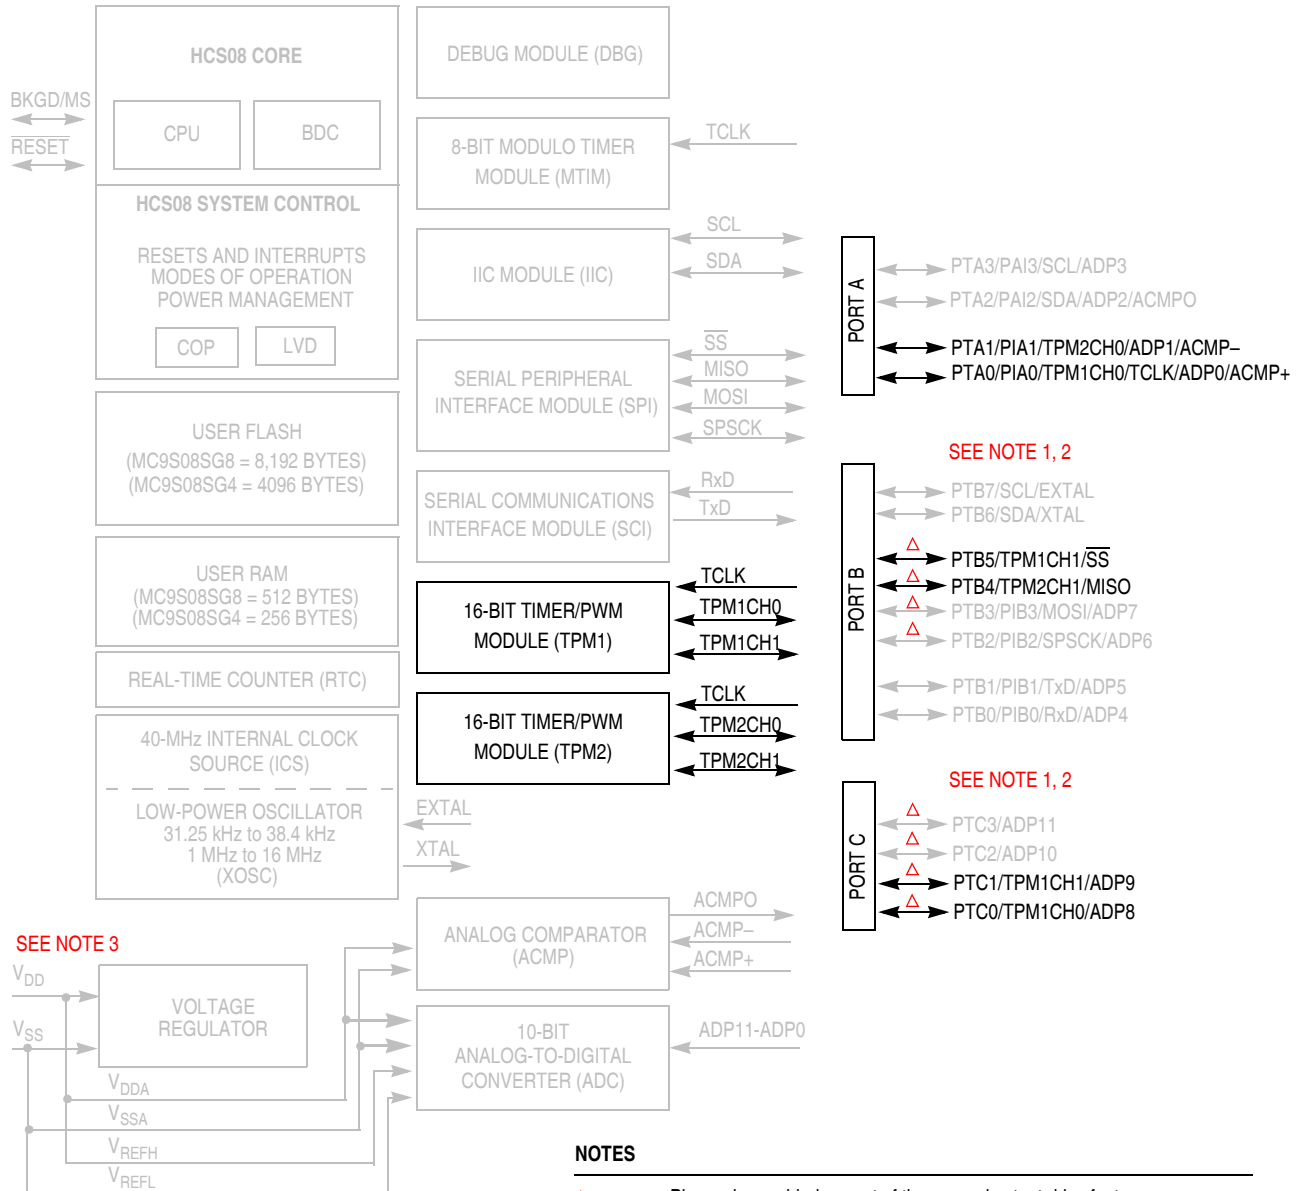 HCS08 CORE
CPU
BDC
BKGD/MS
RESET
HCS08 SYSTEM CONTROL
RESETS AND INTERRUPTS
MODES OF OPERATION
POWER MANAGEMENT
COP
LVD
USER FLASH
(MC9S08SG8 = 8,192 BYTES)
(MC9S08SG4 = 4096 BYTES)
USER RAM
(MC9S08SG8 = 512 BYTES)
(MC9S08SG4 = 256 BYTES)
REAL-TIME COUNTER (RTC)
40-MHz INTERNAL CLOCK
SOURCE (ICS)
LOW-POWER OSCILLATOR
31.25 kHz to 38.4 kHz
1 MHz to 16 MHz
(XOSC)
EXTAL
XTAL
SEE NOTE 3
VDD
VSS
VOLTAGE
REGULATOR
VDDA
VSSA
VREFH
VREFL
DEBUG MODULE (DBG)
8-BIT MODULO TIMER
MODULE (MTIM)
TCLK
IIC MODULE (IIC)
SCL
SDA
SERIAL PERIPHERAL
INTERFACE MODULE (SPI)
SS
MISO
MOSI
SPSCK
SERIAL COMMUNICATIONS
INTERFACE MODULE (SCI)
RxD
TxD
16-BIT TIMER/PWM
MODULE (TPM1)
TCLK
TPM1CH0
TPM1CH1
16-BIT TIMER/PWM
MODULE (TPM2)
TCLK
TPM2CH0
TPM2CH1
ANALOG COMPARATOR
(ACMP)
ACMPO
ACMP–
ACMP+
10-BIT
ANALOG-TO-DIGITAL
CONVERTER (ADC)
ADP11-ADP0
PORT A
PTA3/PAI3/SCL/ADP3
PTA2/PAI2/SDA/ADP2/ACMPO
PTA1/PIA1/TPM2CH0/ADP1/ACMP–
PTA0/PIA0/TPM1CH0/TCLK/ADP0/ACMP+
SEE NOTE 1, 2
PORT B
PTB7/SCL/EXTAL
PTB6/SDA/XTAL
PTB5/TPM1CH1/SS
PTB4/TPM2CH1/MISO
PTB3/PIB3/MOSI/ADP7
PTB2/PIB2/SPSCK/ADP6
PTB1/PIB1/TxD/ADP5
PTB0/PIB0/RxD/ADP4
SEE NOTE 1, 2
PORT C
PTC3/ADP11
PTC2/ADP10
PTC1/TPM1CH1/ADP9
PTC0/TPM1CH0/ADP8
NOTES